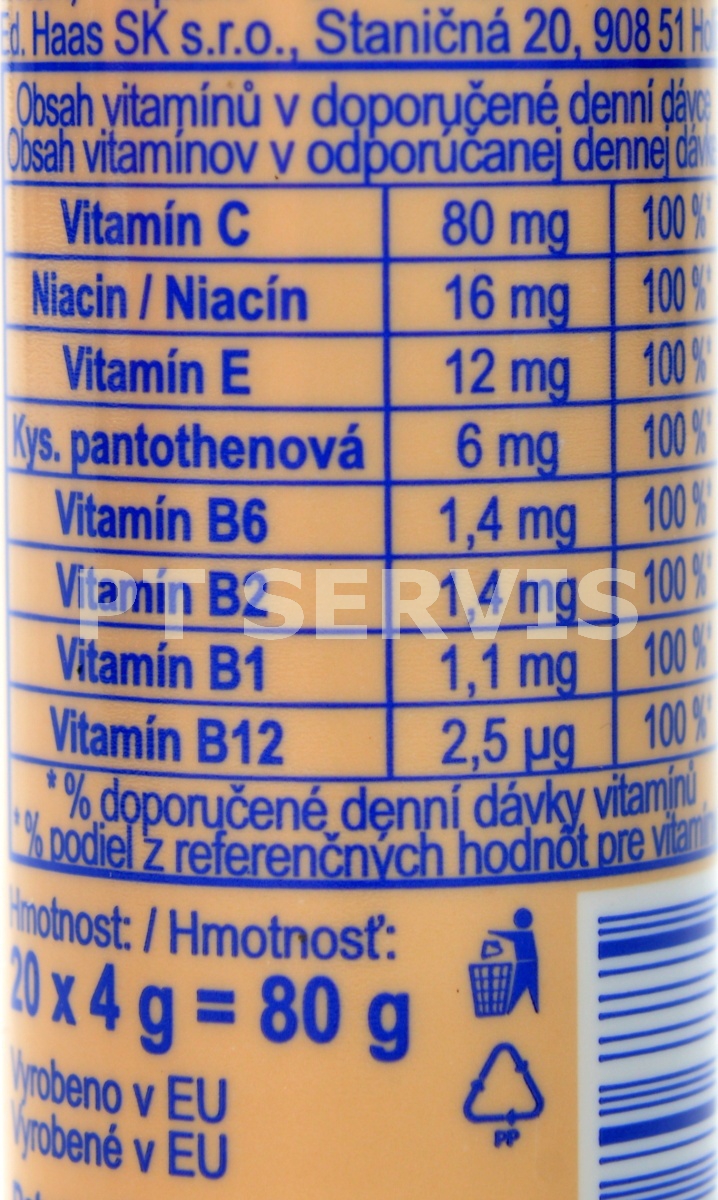 Ed. Haas SK s.r.o., Staničná 20, 908 51
Obsah vitamínů v doporučené denní dávce
Obsah vitamínov v odporúčanej dennej dávke
Vitamín C 80 mg 100 %*
Niacin / Niacín 16 mg 100 %*
Vitamín E 12 mg 100 %*
Kys. pantothenová 6 mg 100 %*
Vitamín B6 1,4 mg 100 %*
Vitamín B2 1,4 mg 100 %*
PT SERVIS
Vitamín B1 1,1 mg 100 %*
Vitamín B12 2,5 µg 100 %*
* % doporučené denní dávky vitamínů
* % podiel z referenčných hodnôt pre vitamín
Hmotnost: / Hmotnosť:
20 x 4 g = 80 g
Vyrobeno v EU
Vyrobené v EU
PP